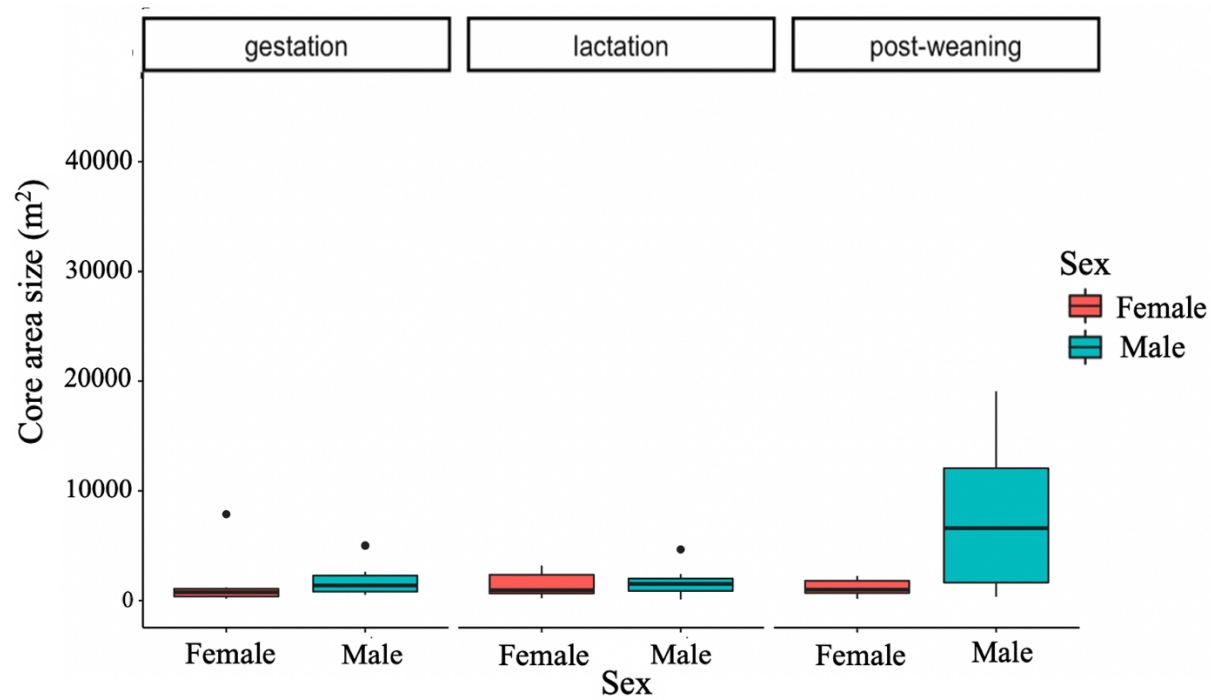 gestation
lactation
post-weaning
Core area size (m²)
40000
30000
20000
10000
0
Female
Male
Female
Male
Female
Male
Sex
Sex
Female
Male